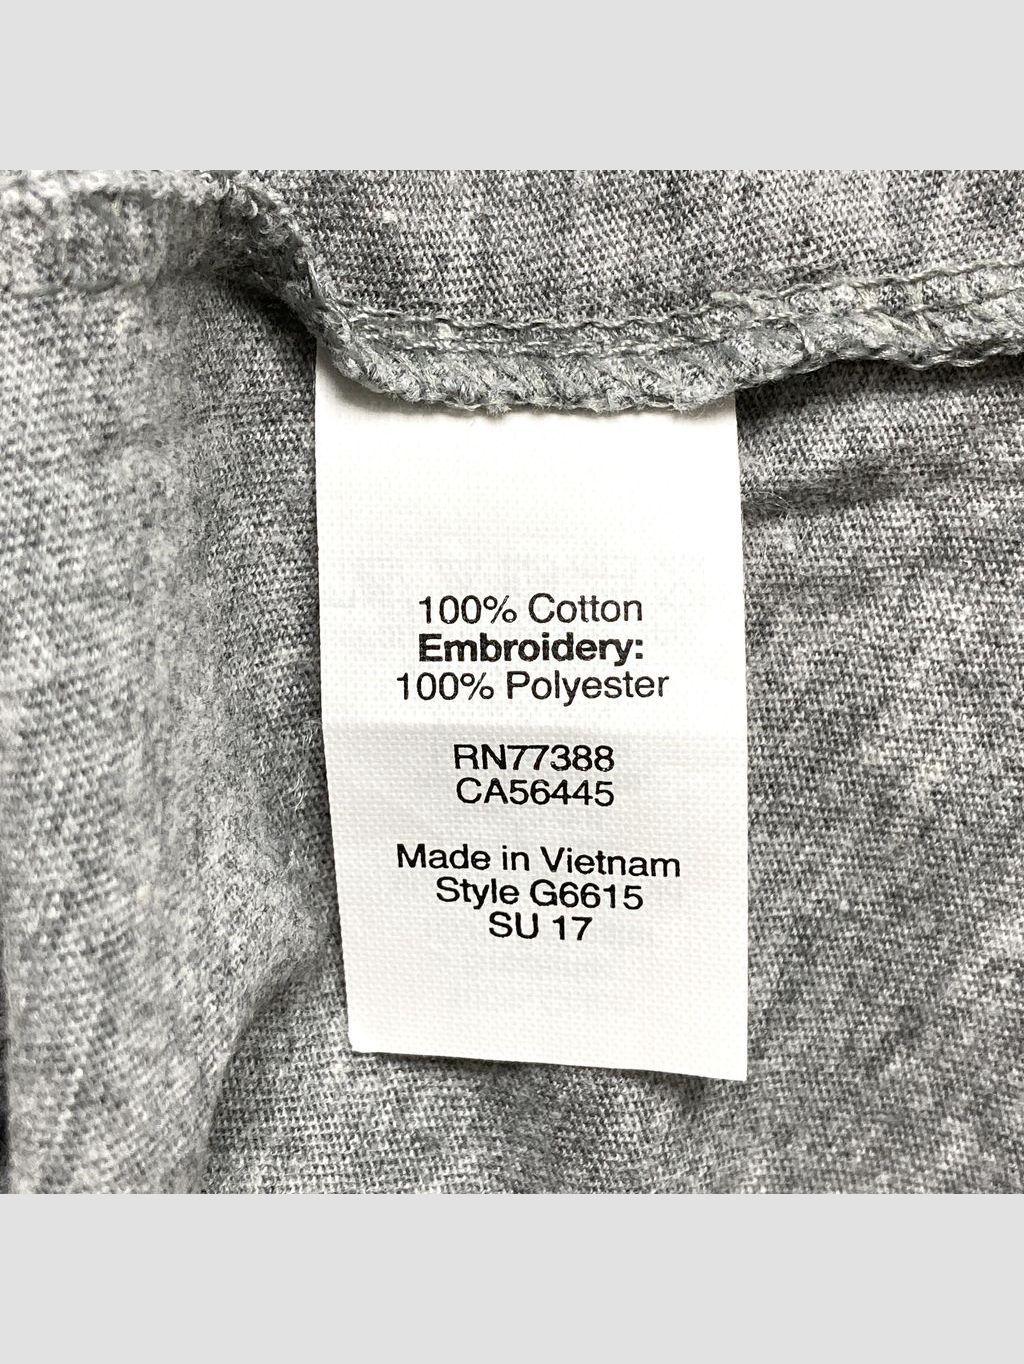 100% Cotton
Embroidery:
100% Polyester
RN77388
CA56445
Made in Vietnam
Style G6615
SU 17